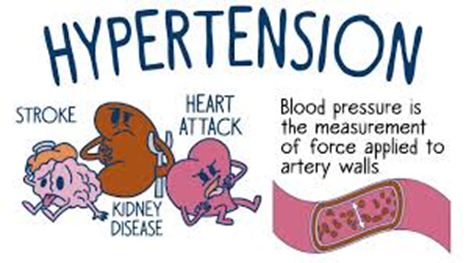 HYPERTENSION
STROKE
HEART
ATTACK
KIDNEY
DISEASE
Blood pressure is
the measurement
of force applied to
artery walls